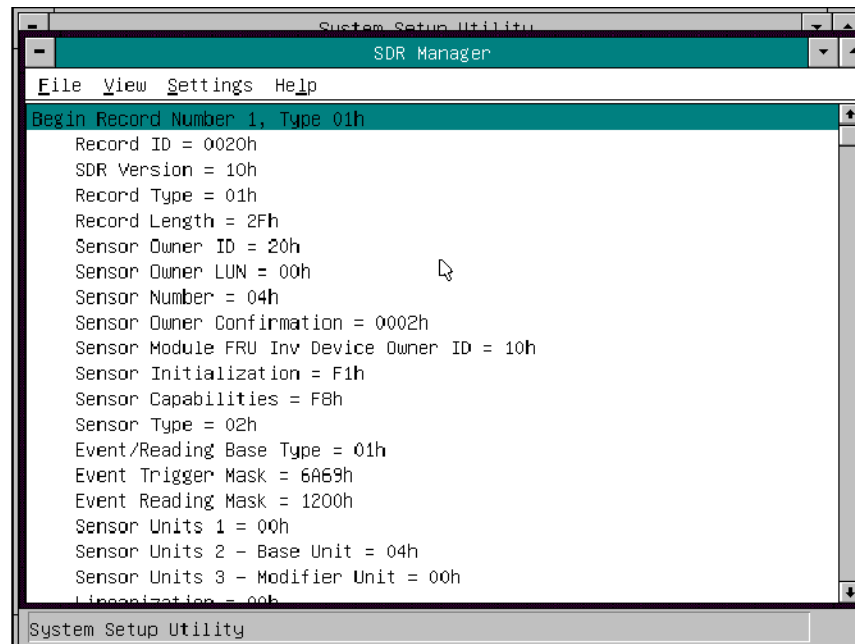 System Setup Utility
SDR Manager
File View Settings Help
Begin Record Number 1, Type 01h
Record ID = 0020h
SDR Version = 10h
Record Type = 01h
Record Length = 2Fh
Sensor Owner ID = 20h
Sensor Owner LUN = 00h
Sensor Number = 04h
Sensor Owner Confirmation = 0002h
Sensor Module FRU Inv Device Owner ID = 10h
Sensor Initialization = F1h
Sensor Capabilities = F8h
Sensor Type = 02h
Event/Reading Base Type = 01h
Event Trigger Mask = 6A69h
Event Reading Mask = 1200h
Sensor Units 1 = 00h
Sensor Units 2 - Base Unit = 04h
Sensor Units 3 - Modifier Unit = 00h
Linearization = 00h
System Setup Utility